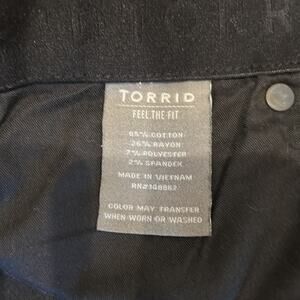 TORRID
FEEL THE FIT
65% COTTON
26% RAYON
7% POLYESTER
2% SPANDEX
MADE IN VIETNAM
RN#148882
COLOR MAY TRANSFER
WHEN WORN OR WASHED